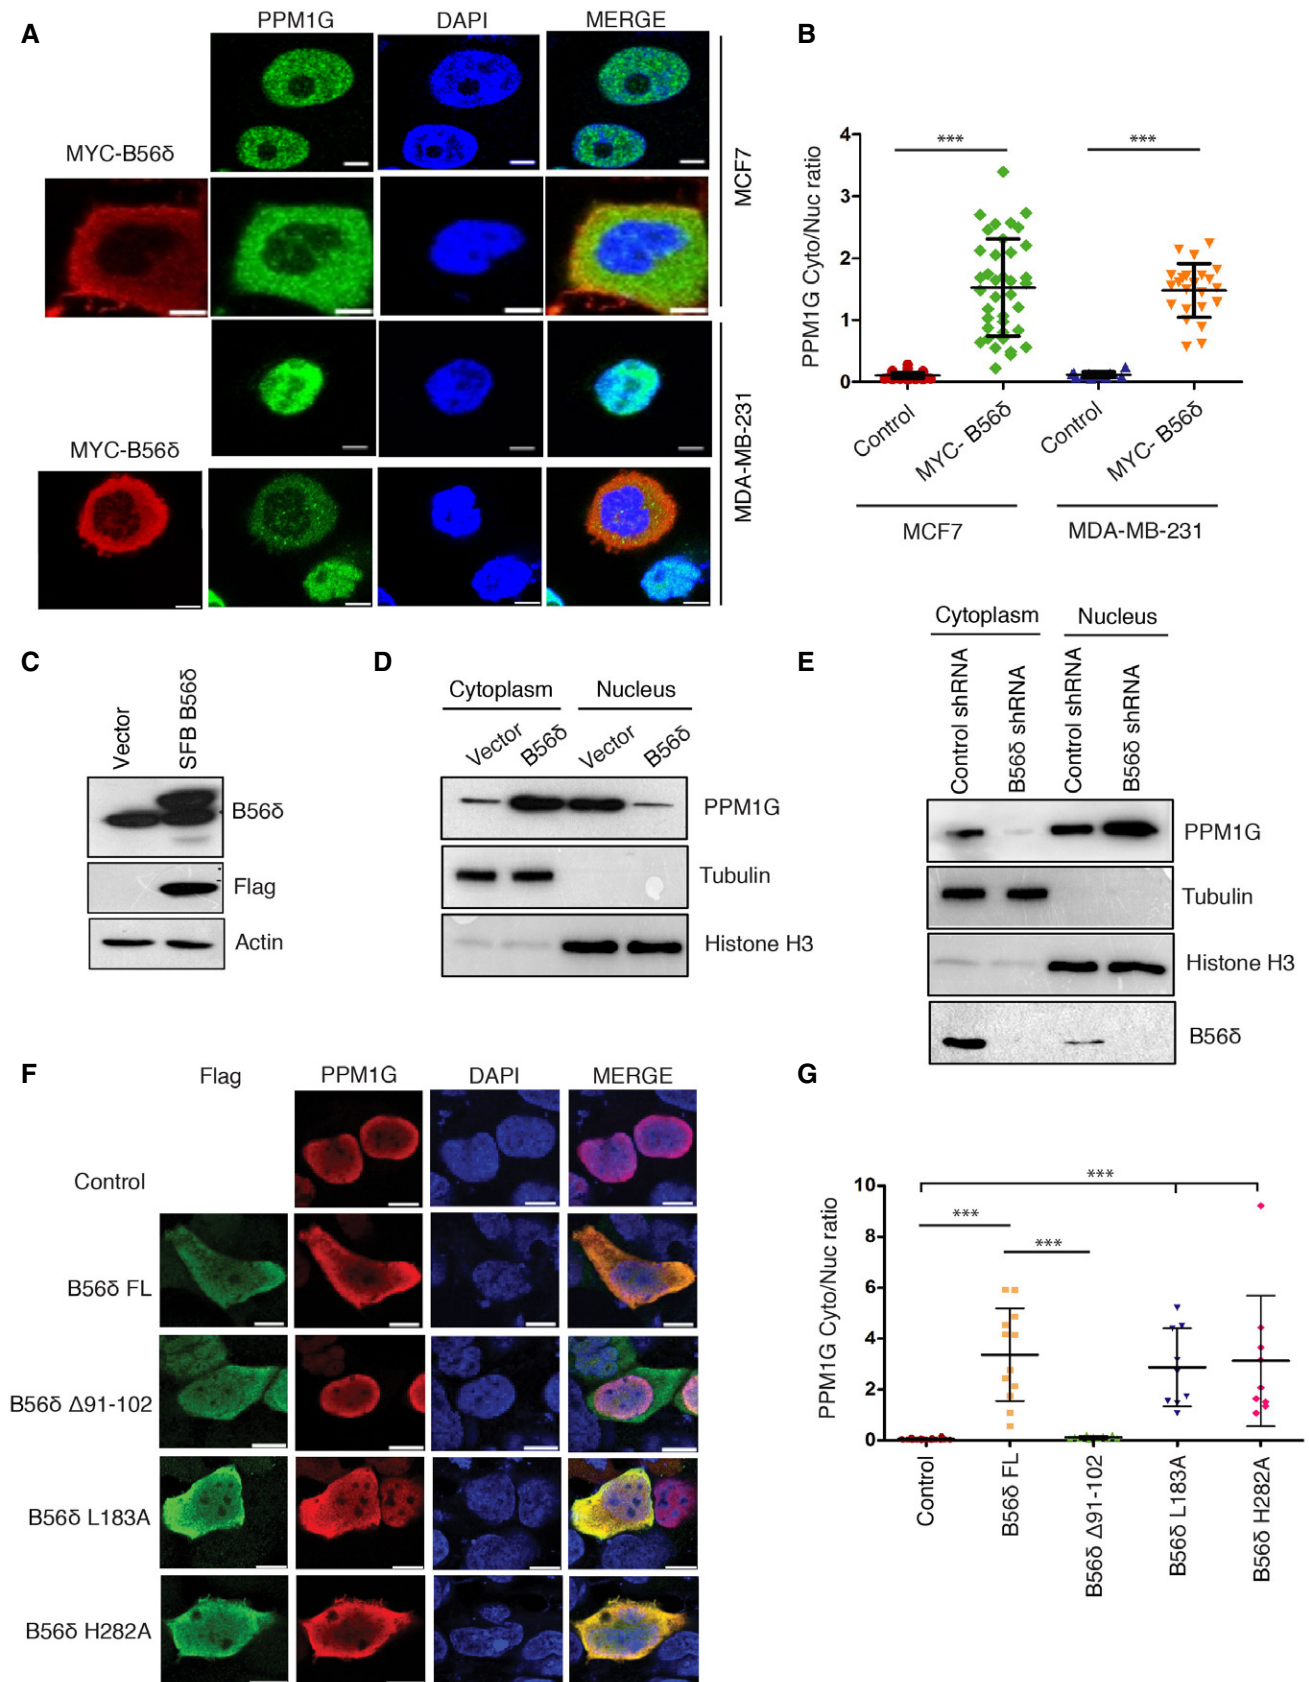 A
PPM1G DAPI MERGE
MYC-B56δ
MCF7
MYC-B56δ
MDA-MB-231
B
PPM1G Cyto/Nuc ratio
4
3
2
1
0
*** ***
Control MYC- B56δ Control MYC- B56δ
MCF7 MDA-MB-231
C
Vector SFB B56δ
B56δ
Flag
Actin
D
Cytoplasm Nucleus
Vector B56δ Vector B56δ
PPM1G
Tubulin
Histone H3
E
Cytoplasm Nucleus
Control shRNA B56δ shRNA Control shRNA B56δ shRNA
PPM1G
Tubulin
Histone H3
B56δ
F
Flag PPM1G DAPI MERGE
Control
B56δ FL
B56δ Δ91-102
B56δ L183A
B56δ H282A
G
PPM1G Cyto/Nuc ratio
10
8
6
4
2
0
***
***
***
Control B56δ FL B56δ Δ91-102 B56δ L183A B56δ H282A